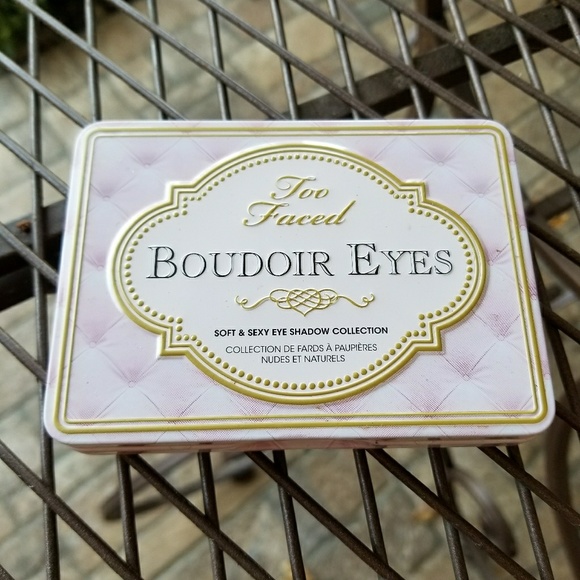 Too
Faced
BOUDOIR EYES
SOFT & SEXY EYE SHADOW COLLECTION
COLLECTION DE FARDS À PAUPIÈRES
NUDES ET NATURELS